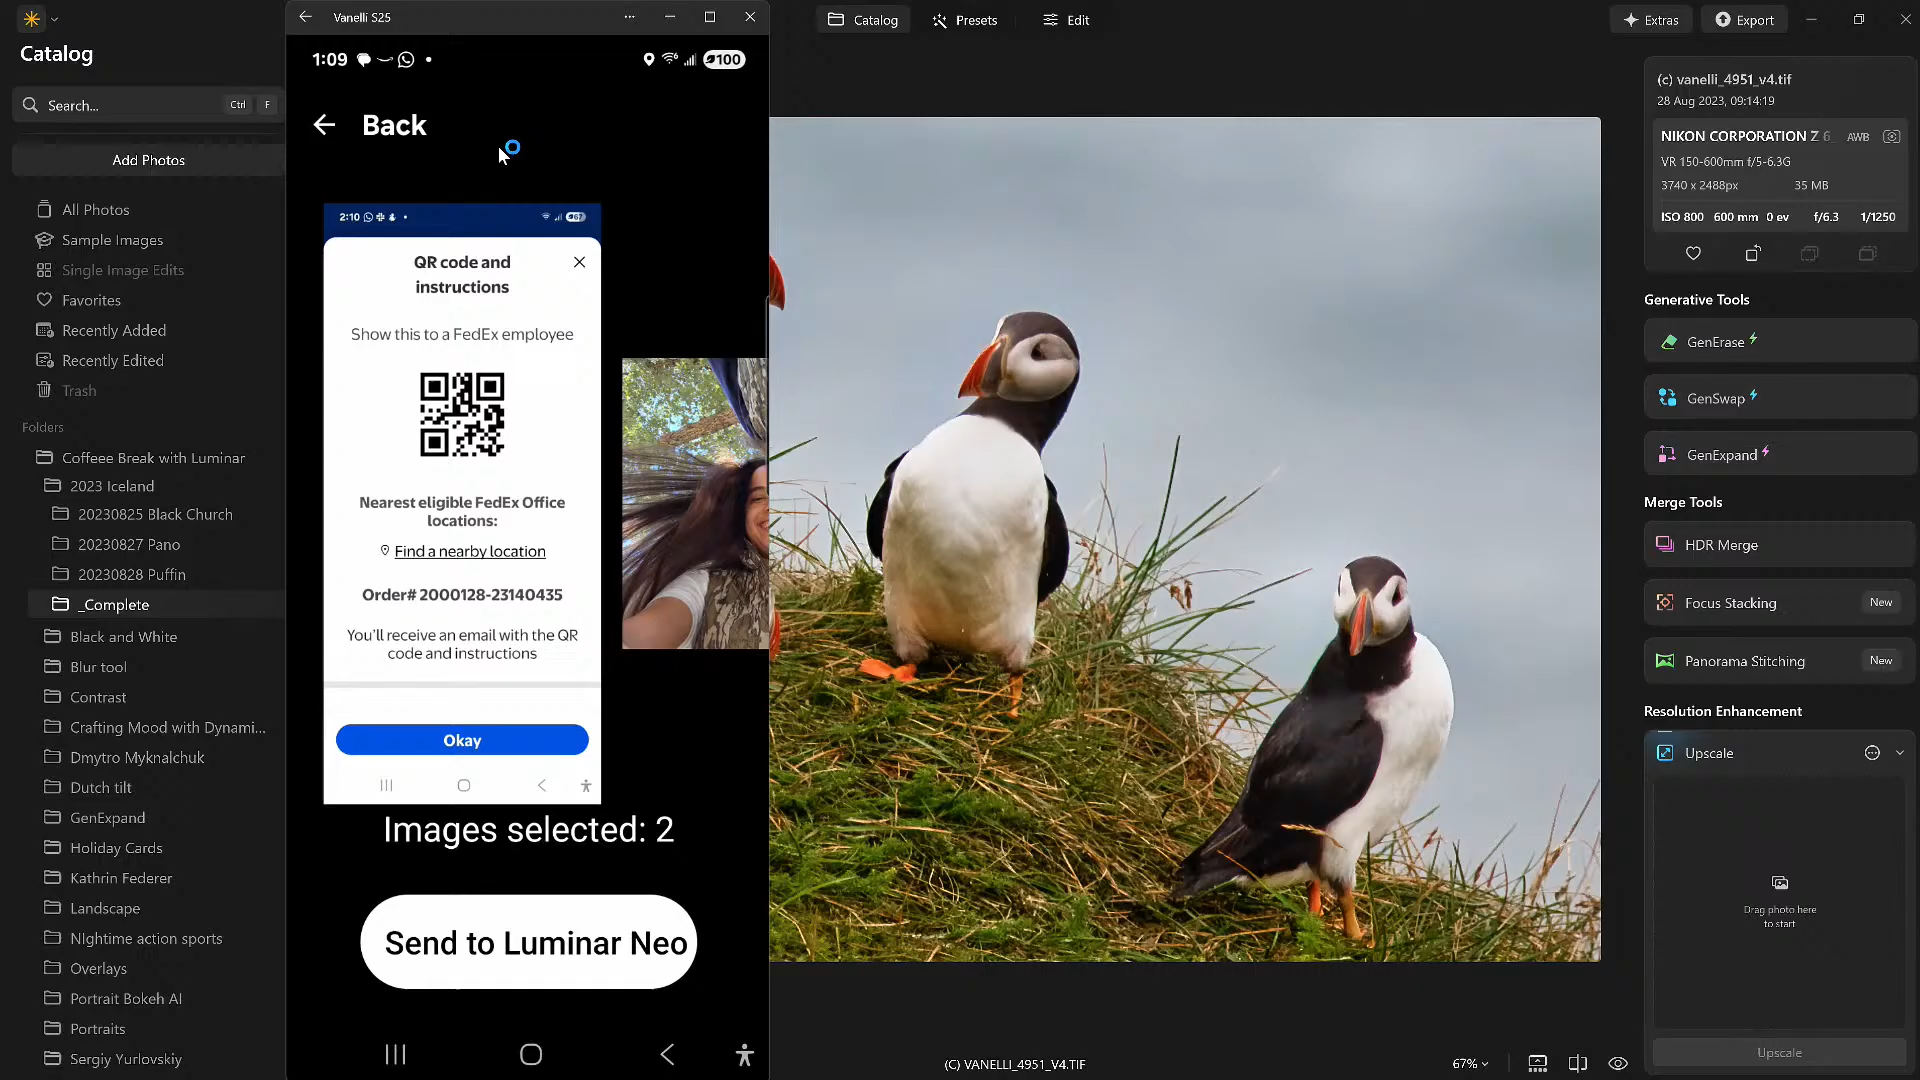 Catalog
Search...
Ctrl
F
Add Photos
All Photos
Sample Images
Single Image Edits
Favorites
Recently Added
Recently Edited
Trash
Folders
Coffeee Break with Luminar
2023 Iceland
20230825 Black Church
20230827 Pano
20230828 Puffin
_Complete
Black and White
Blur tool
Contrast
Crafting Mood with Dynami...
Dmytro Myknalchuk
Dutch tilt
GenExpand
Holiday Cards
Kathrin Federer
Landscape
NIghtime action sports
Overlays
Portrait Bokeh AI
Portraits
Sergiy Yurlovskiy
Vanelli S25
1:09
100
Back
2:10
67
QR code and
instructions
Show this to a FedEx employee
Nearest eligible FedEx Office
locations:
Find a nearby location
Order# 2000128-23140435
You'll receive an email with the QR
code and instructions
Okay
Images selected: 2
Send to Luminar Neo
Catalog
Presets
Edit
Extras
Export
(C) VANELLI_4951_V4.TIF
67%
(c) vanelli_4951_v4.tif
28 Aug 2023, 09:14:19
NIKON CORPORATION Z 6
AWB
VR 150-600mm f/5-6.3G
3740 x 2488px
35 MB
ISO 800
600 mm
0 ev
f/6.3
1/1250
Generative Tools
GenErase
GenSwap
GenExpand
Merge Tools
HDR Merge
Focus Stacking
New
Panorama Stitching
New
Resolution Enhancement
Upscale
Drag photo here
to start
Upscale